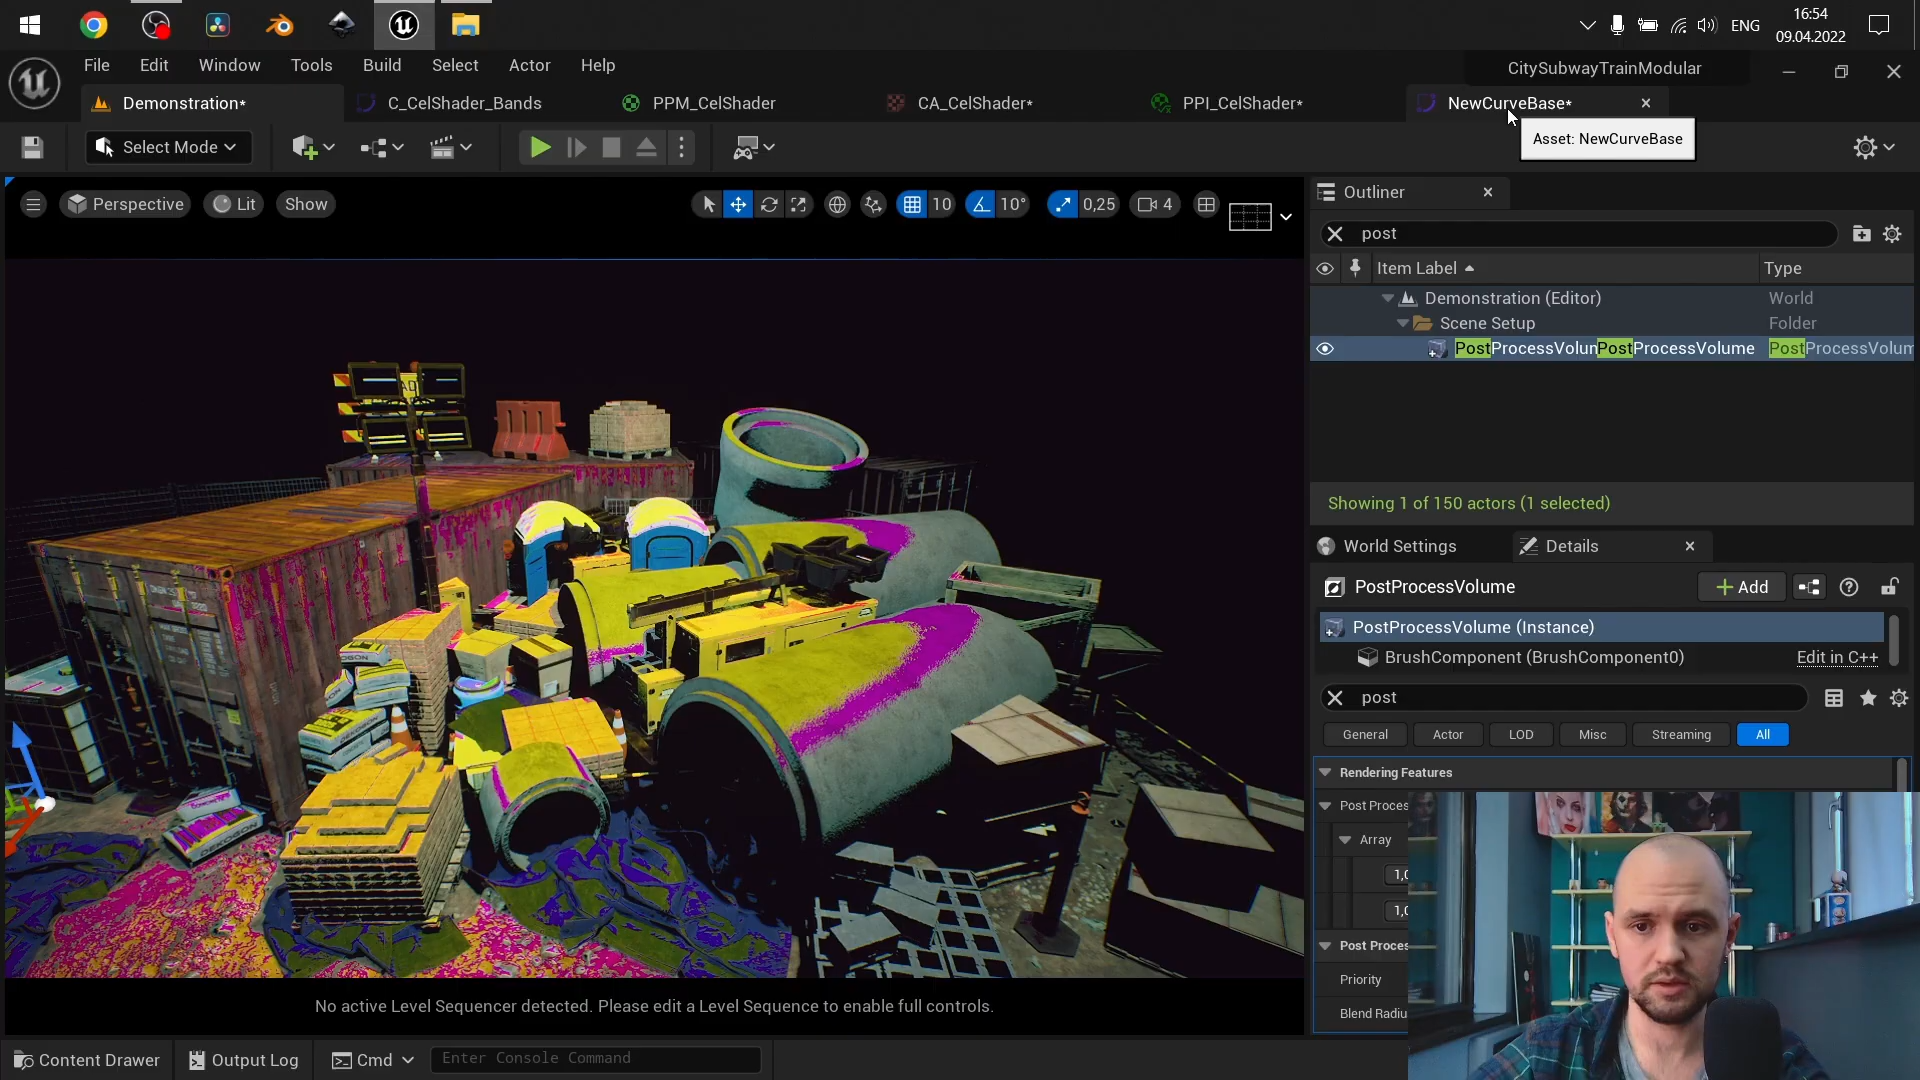 16:54
ENG
09.04.2022
File Edit Window Tools Build Select Actor Help
CitySubwayTrainModular
Demonstration* C_CelShader_Bands PPM_CelShader CA_CelShader* PPI_CelShader* NewCurveBase*
Select Mode
Asset: NewCurveBase
Perspective Lit Show 10 10° 0,25 4
Outliner
post
Item Label Type
Demonstration (Editor) World
Scene Setup Folder
PostProcessVolunPostProcessVolume PostProcessVolum
Showing 1 of 150 actors (1 selected)
World Settings Details
PostProcessVolume Add
PostProcessVolume (Instance)
BrushComponent (BrushComponent0) Edit in C++
post
General Actor LOD Misc Streaming All
Rendering Features
Post Proces
Array
1,0
1,0
Post Proces
Priority
Blend Radiu
No active Level Sequencer detected. Please edit a Level Sequence to enable full controls.
Content Drawer Output Log Cmd Enter Console Command